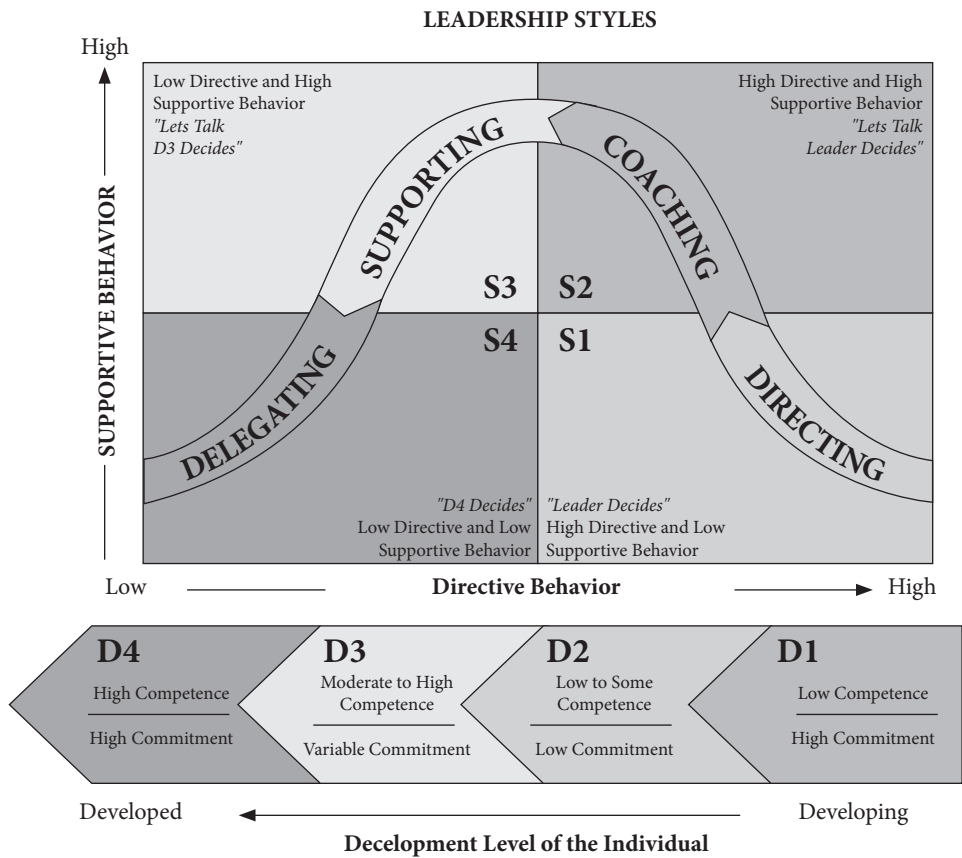 LEADERSHIP STYLES
High
SUPPORTIVE BEHAVIOR
Low Directive and High
Supportive Behavior
"Lets Talk
D3 Decides"
High Directive and High
Supportive Behavior
"Lets Talk
Leader Decides"
SUPPORTING
COACHING
S3
S2
S4
S1
DELEGATING
DIRECTING
"D4 Decides"
Low Directive and Low
Supportive Behavior
"Leader Decides"
High Directive and Low
Supportive Behavior
Low
Directive Behavior
High
D4
High Competence
High Commitment
D3
Moderate to High
Competence
Variable Commitment
D2
Low to Some
Competence
Low Commitment
D1
Low Competence
High Commitment
Developed
Developing
Decelopment Level of the Individual